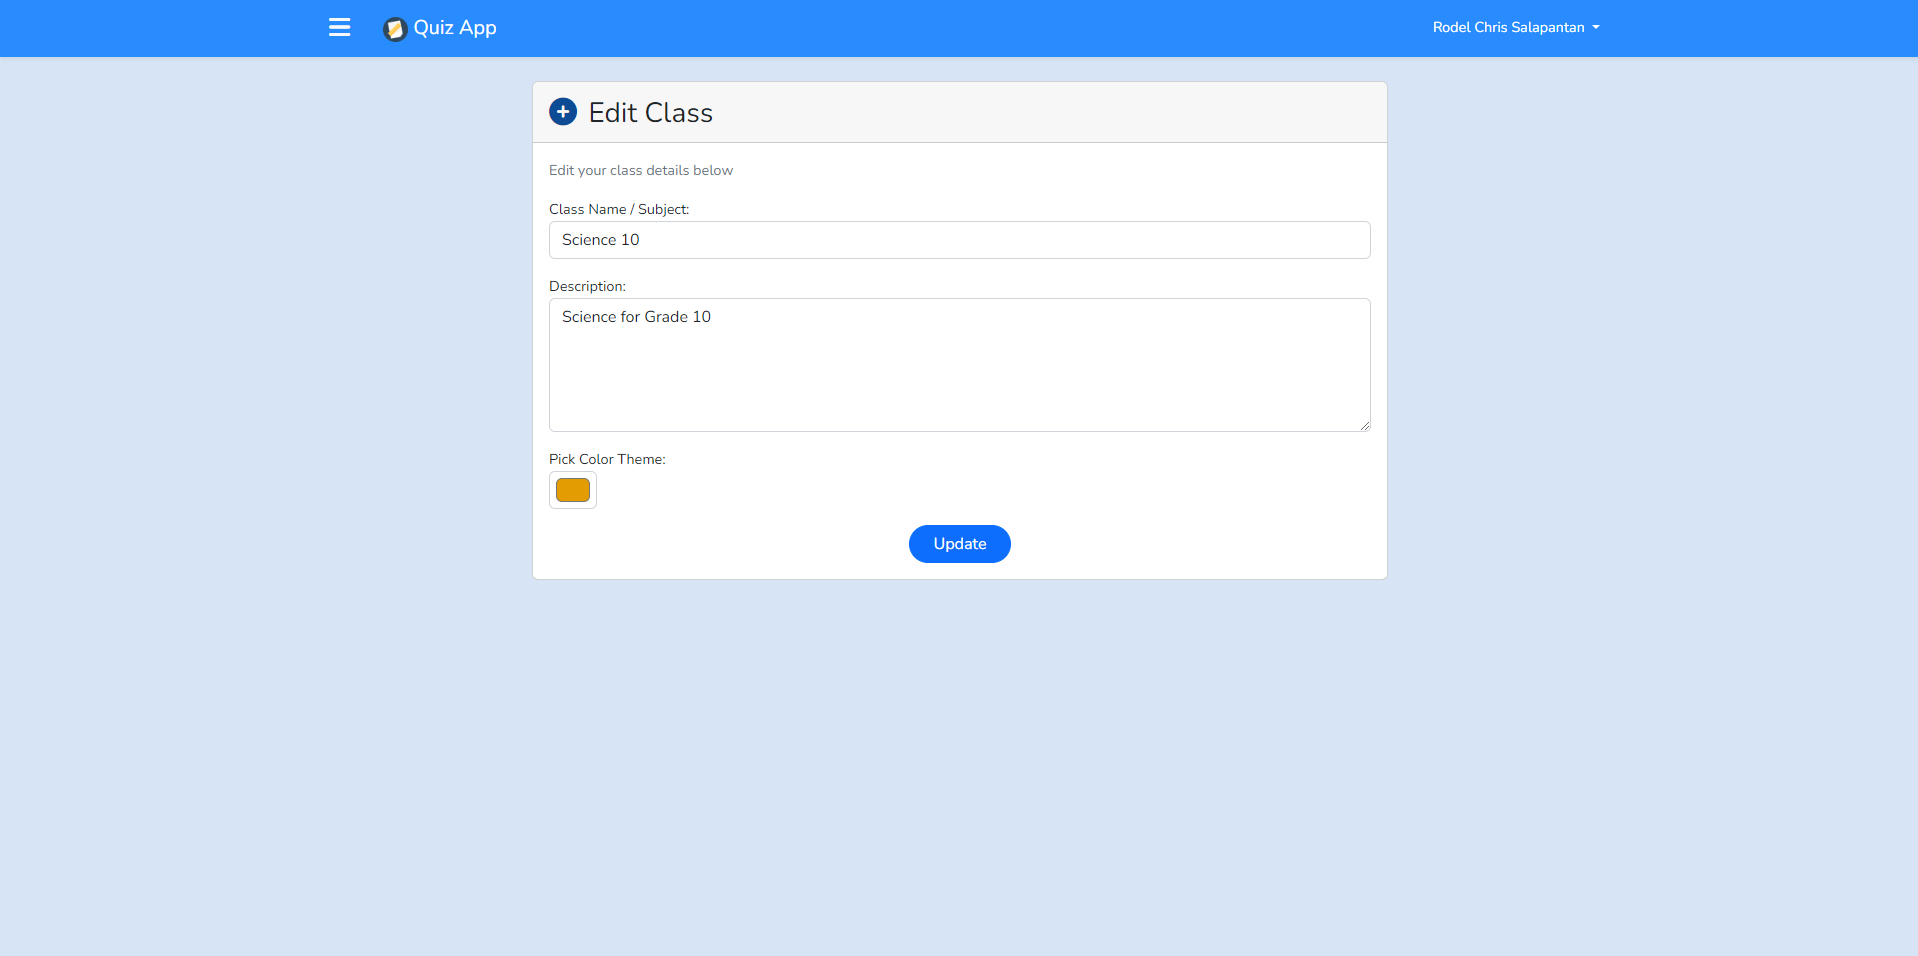 Quiz App
Rodel Chris Salapantan
Edit Class
Edit your class details below
Class Name / Subject:
Science 10
Description:
Science for Grade 10
Pick Color Theme:
Update